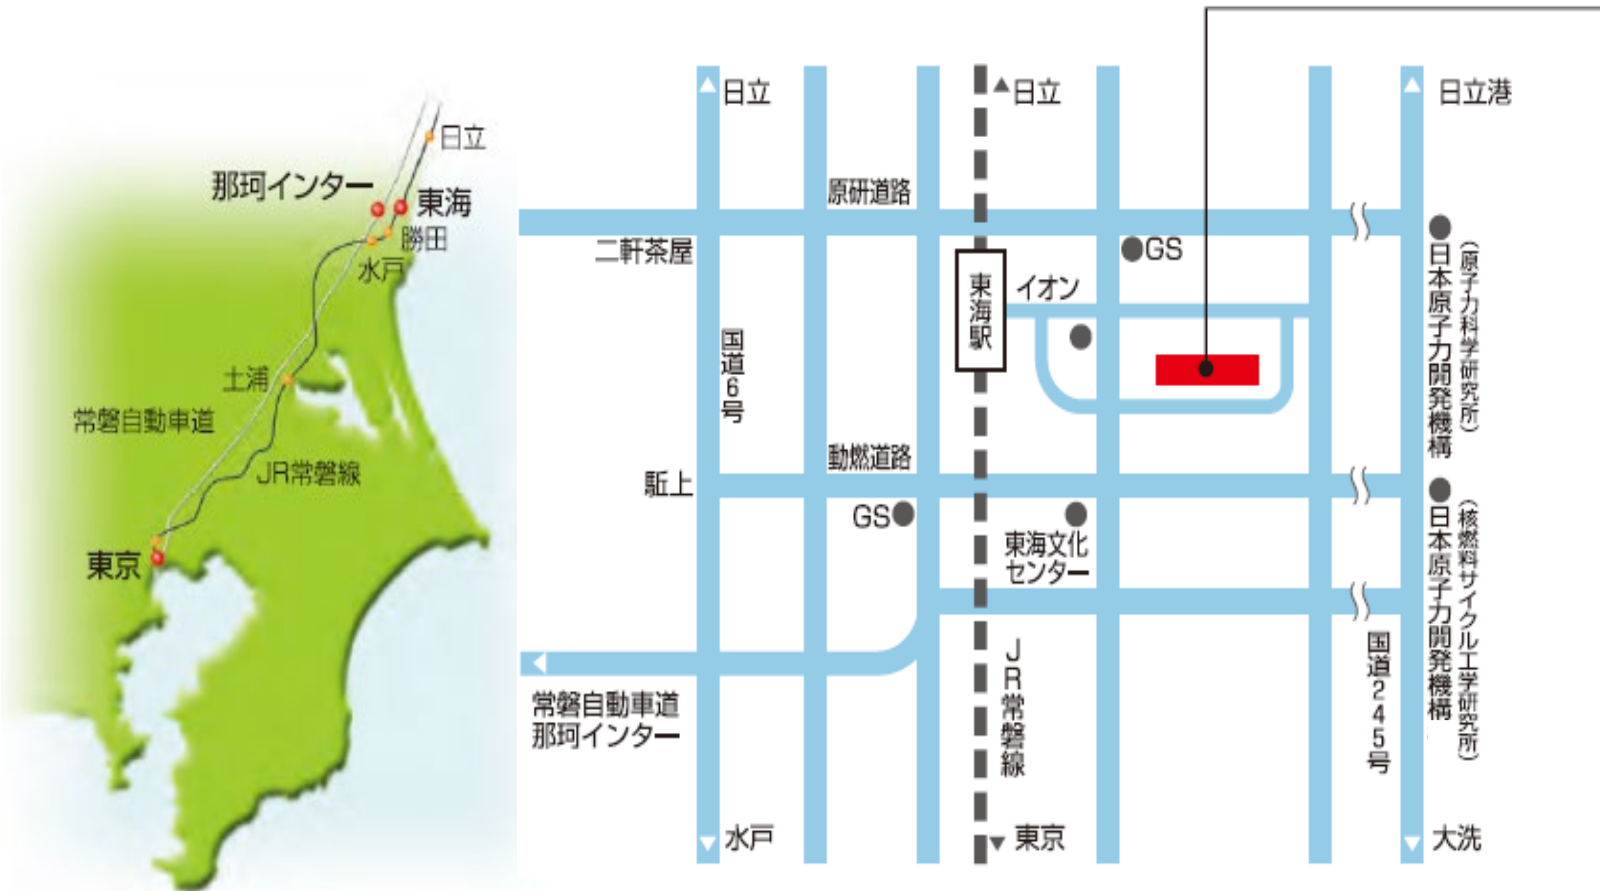 日立
那珂インター
東海
勝田
水戸
土浦
常磐自動車道
JR常磐線
東京
日立
日立
日立港
原研道路
二軒茶屋
GS
東海駅
イオン
国道6号
日本原子力開発機構
(原子力科学研究所)
動燃道路
駈上
GS
東海文化
センター
日本原子力開発機構
(核燃料サイクル工学研究所)
国道245号
JR常磐線
常磐自動車道
那珂インター
水戸
東京
大洗